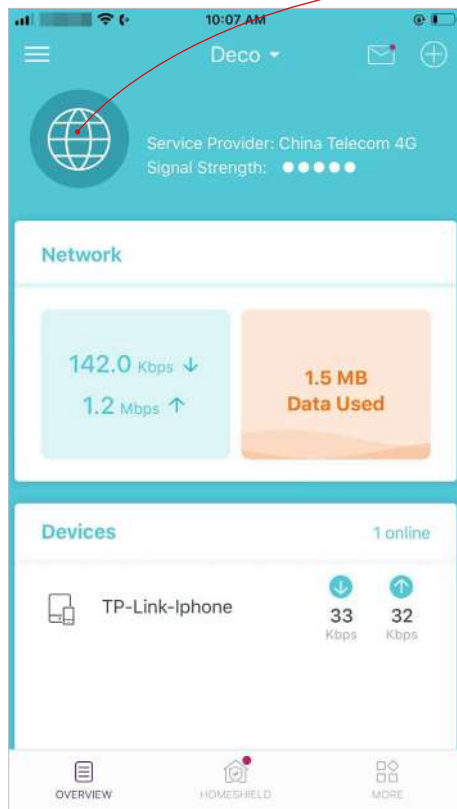 10:07 AM
Deco
Service Provider: China Telecom 4G
Signal Strength:
Network
142.0 Kbps ↓
1.2 Mbps ↑
1.5 MB
Data Used
Devices
1 online
TP-Link-Iphone
33
Kbps
32
Kbps
OVERVIEW
HOMESHIELD
MORE